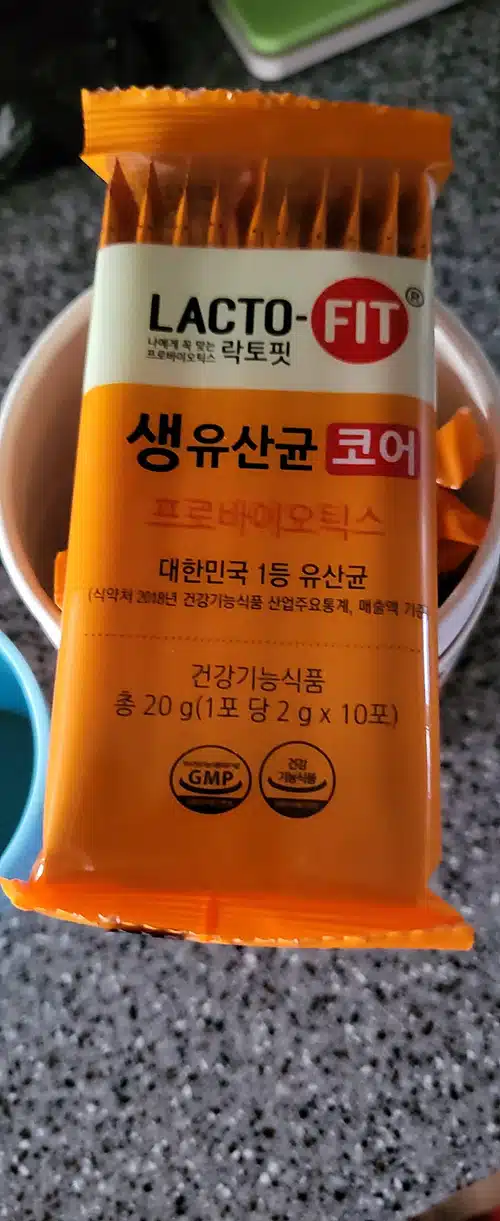 LACTO-FIT®
나에게 꼭 맞는
프로바이오틱스 락토핏
생유산균 코어
프로바이오틱스
대한민국 1등 유산균
(식약처 2018년 건강기능식품 산업주요통계, 매출액 기준
건강기능식품
총 20 g(1포 당 2 g x 10포)
GMP
건강
기능식품